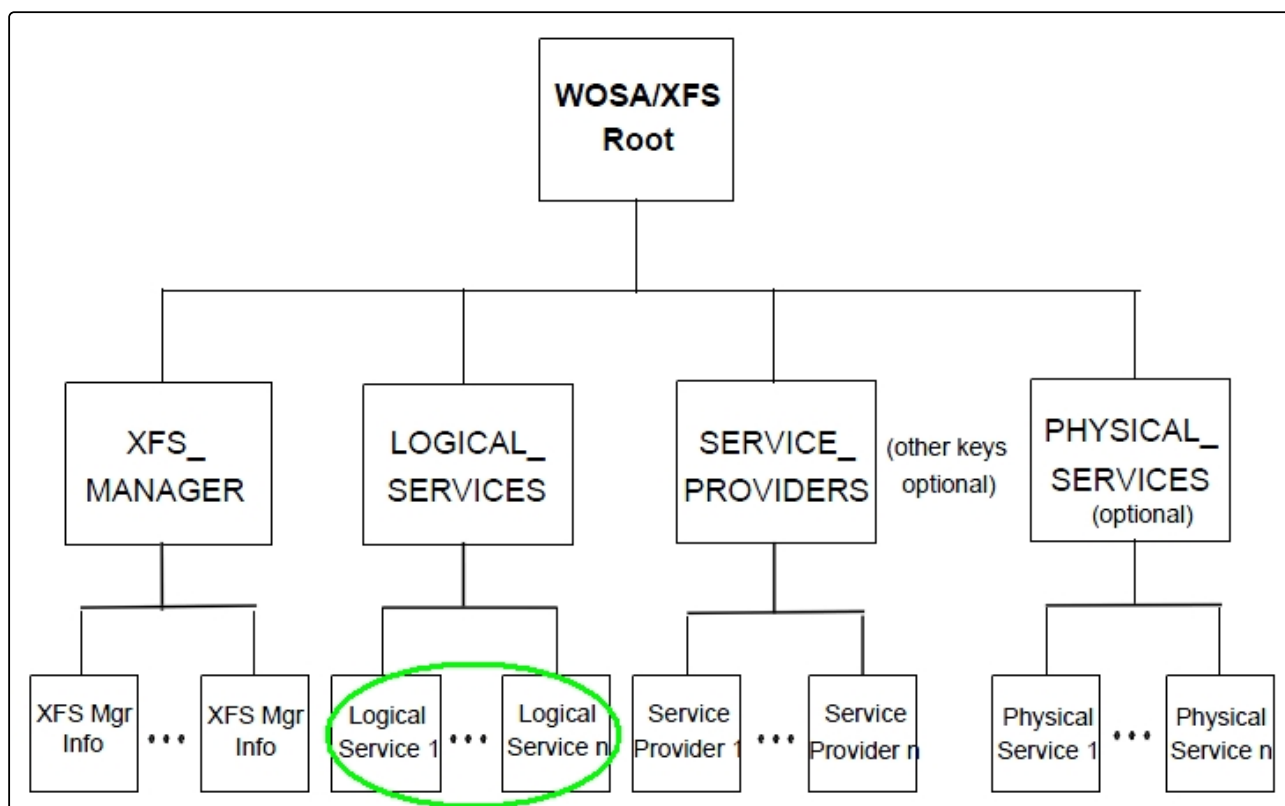 WOSA/XFS
Root
XFS_
MANAGER
LOGICAL_
SERVICES
SERVICE_
PROVIDERS
(other keys
optional)
PHYSICAL_
SERVICES
(optional)
XFS Mgr
Info
•••
XFS Mgr
Info
Logical
Service 1
•••
Logical
Service n
Service
Provider 1
•••
Service
Provider n
Physical
Service 1
•••
Physical
Service n